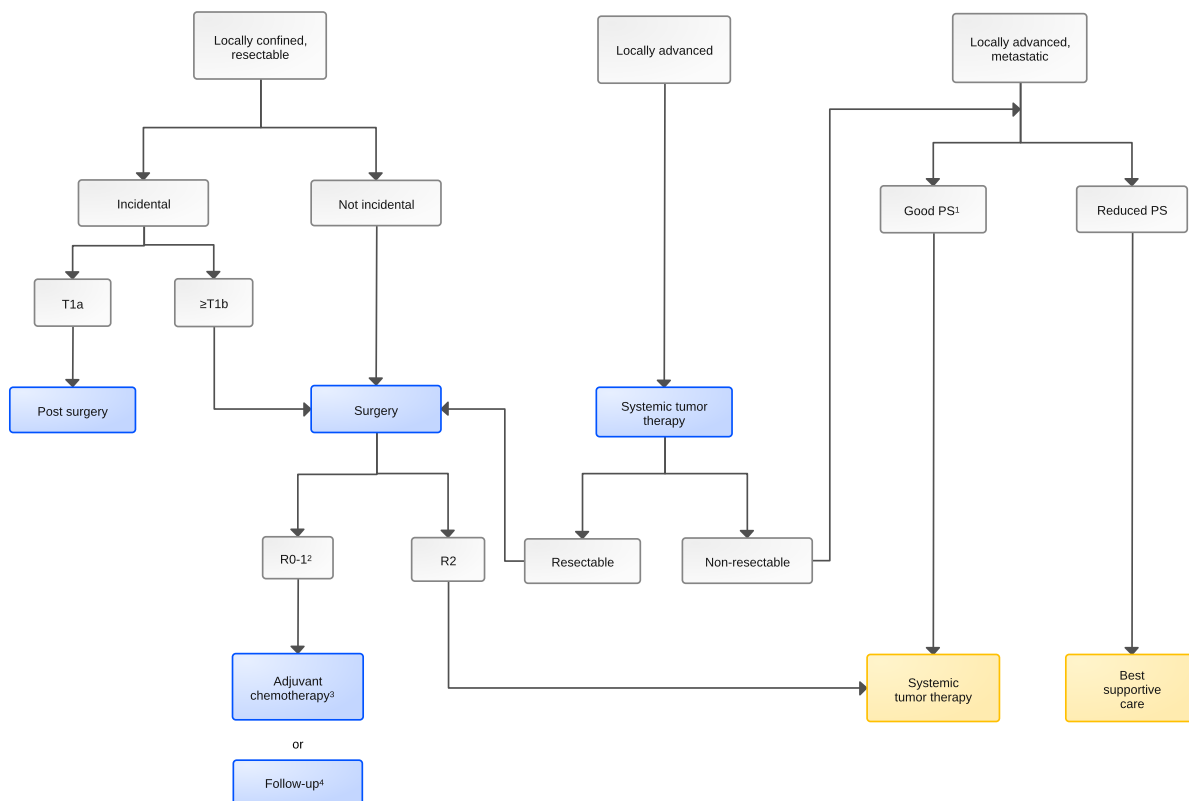 Locally confined,
resectable
Locally advanced
Locally advanced,
metastatic
Incidental
Not incidental
Good PS¹
Reduced PS
T1a
≥T1b
Post surgery
Surgery
Systemic tumor
therapy
R0-1²
R2
Resectable
Non-resectable
Adjuvant
chemotherapy³
Systemic
tumor therapy
Best
supportive
care
or
Follow-up⁴